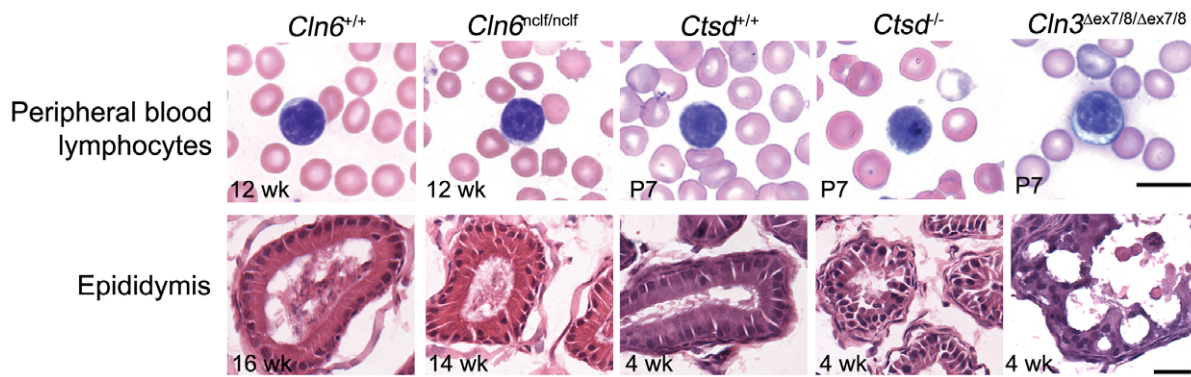 Cln6+/+ Cln6nclf/nclf Ctsd+/+ Ctsd-/- Cln3Δex7/8/Δex7/8
Peripheral blood
lymphocytes
12 wk 12 wk P7 P7 P7
Epididymis
16 wk 14 wk 4 wk 4 wk 4 wk